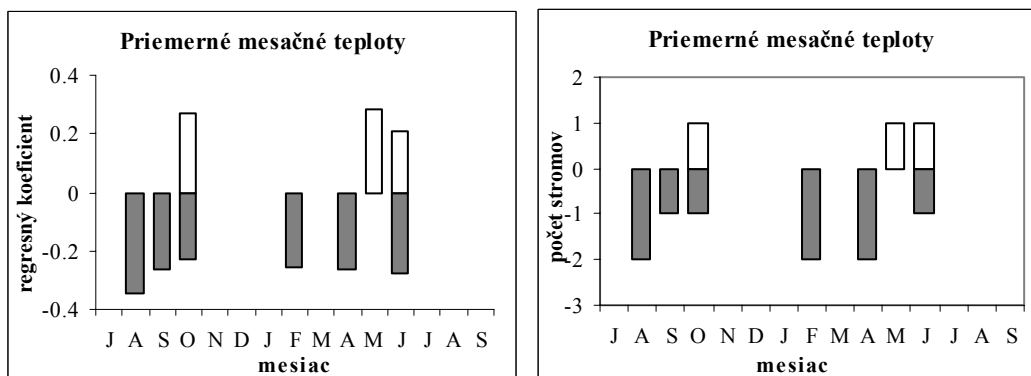 Priemerné mesačné teploty
0.4
0.2
0
-0.2
-0.4
regresný koeficient
J A S O N D J F M A M J J A S
mesiac
Priemerné mesačné teploty
2
1
0
-1
-2
-3
počet stromov
J A S O N D J F M A M J J A S
mesiac